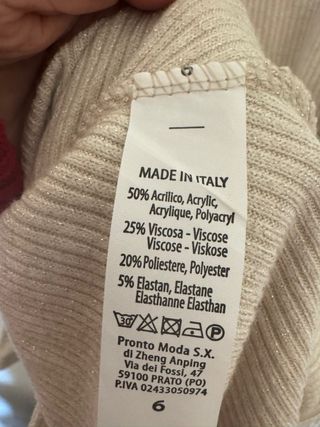 MADE IN ITALY
50% Acrilico, Acrylic,
Acrylique, Polyacryl
25% Viscosa - Viscose
Viscose - Viskose
20% Poliestere, Polyester
5% Elastan, Elastane
Elasthanne Elasthan
30 P
Pronto Moda S.X.
di Zheng Anping
Via dei Fossi, 47
59100 PRATO (PO)
P.IVA 02433050974
6